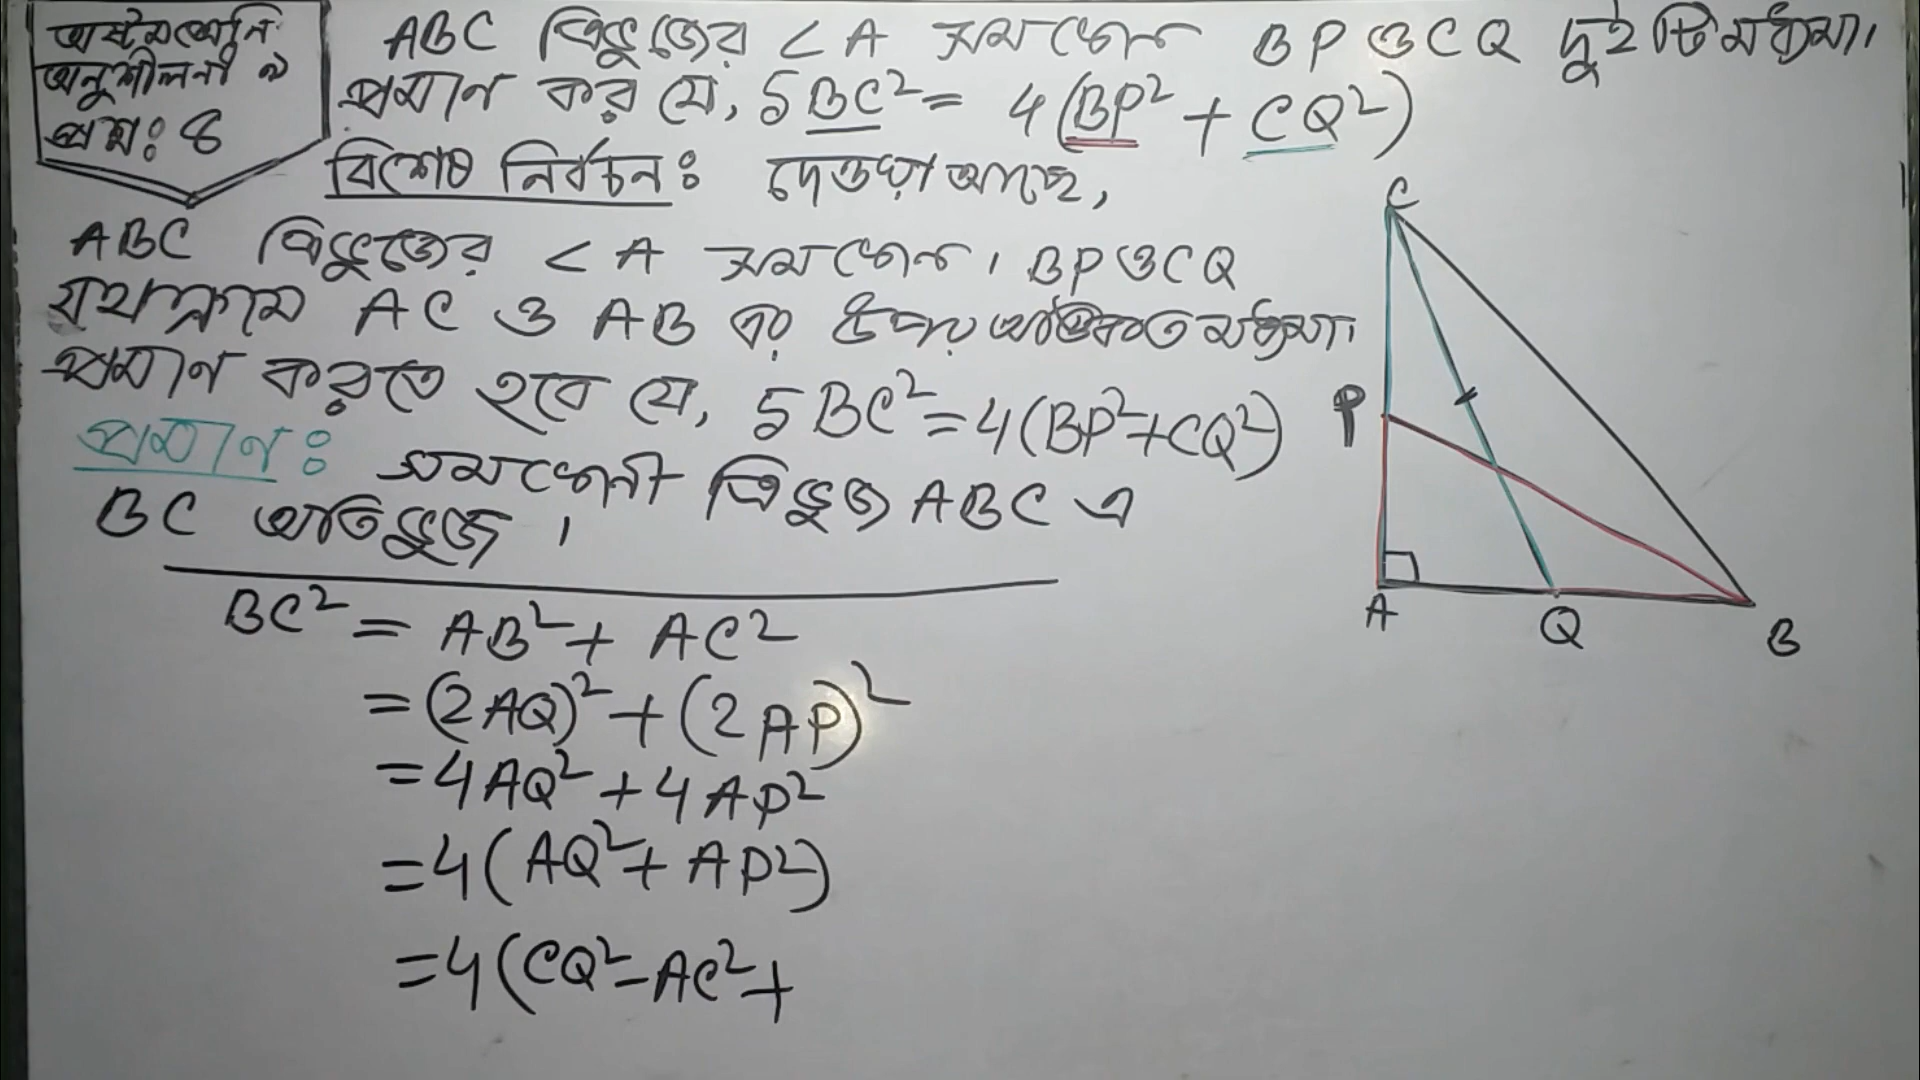 অষ্টম শ্রেনি
অনুশীলনী ৯
প্রশ্ন: 8
ABC ত্রিভুজের <A সমকোন BP ও CQ দুইটি মধ্যমা।
প্রমাণ কর যে, 5BC² = 4(BP² + CQ²)
বিশেষ নির্বচন: দেওয়া আছে,
ABC ত্রিভুজের <A সমকোন। BP ও CQ
যথাক্রমে AC ও AB এর উপর অঙ্কিত মধ্যমা।
প্রমাণ করতে হবে যে, 5BC²=4(BP²+CQ²)
প্রমাণ: সমকোনী ত্রিভুজ ABC এ
BC অতিভুজ।
BC² = AB² + AC²
= (2AQ)² + (2AP)²
= 4AQ² + 4AP²
= 4(AQ² + AP²)
= 4(CQ² - AC² +
C
P
A
Q
B